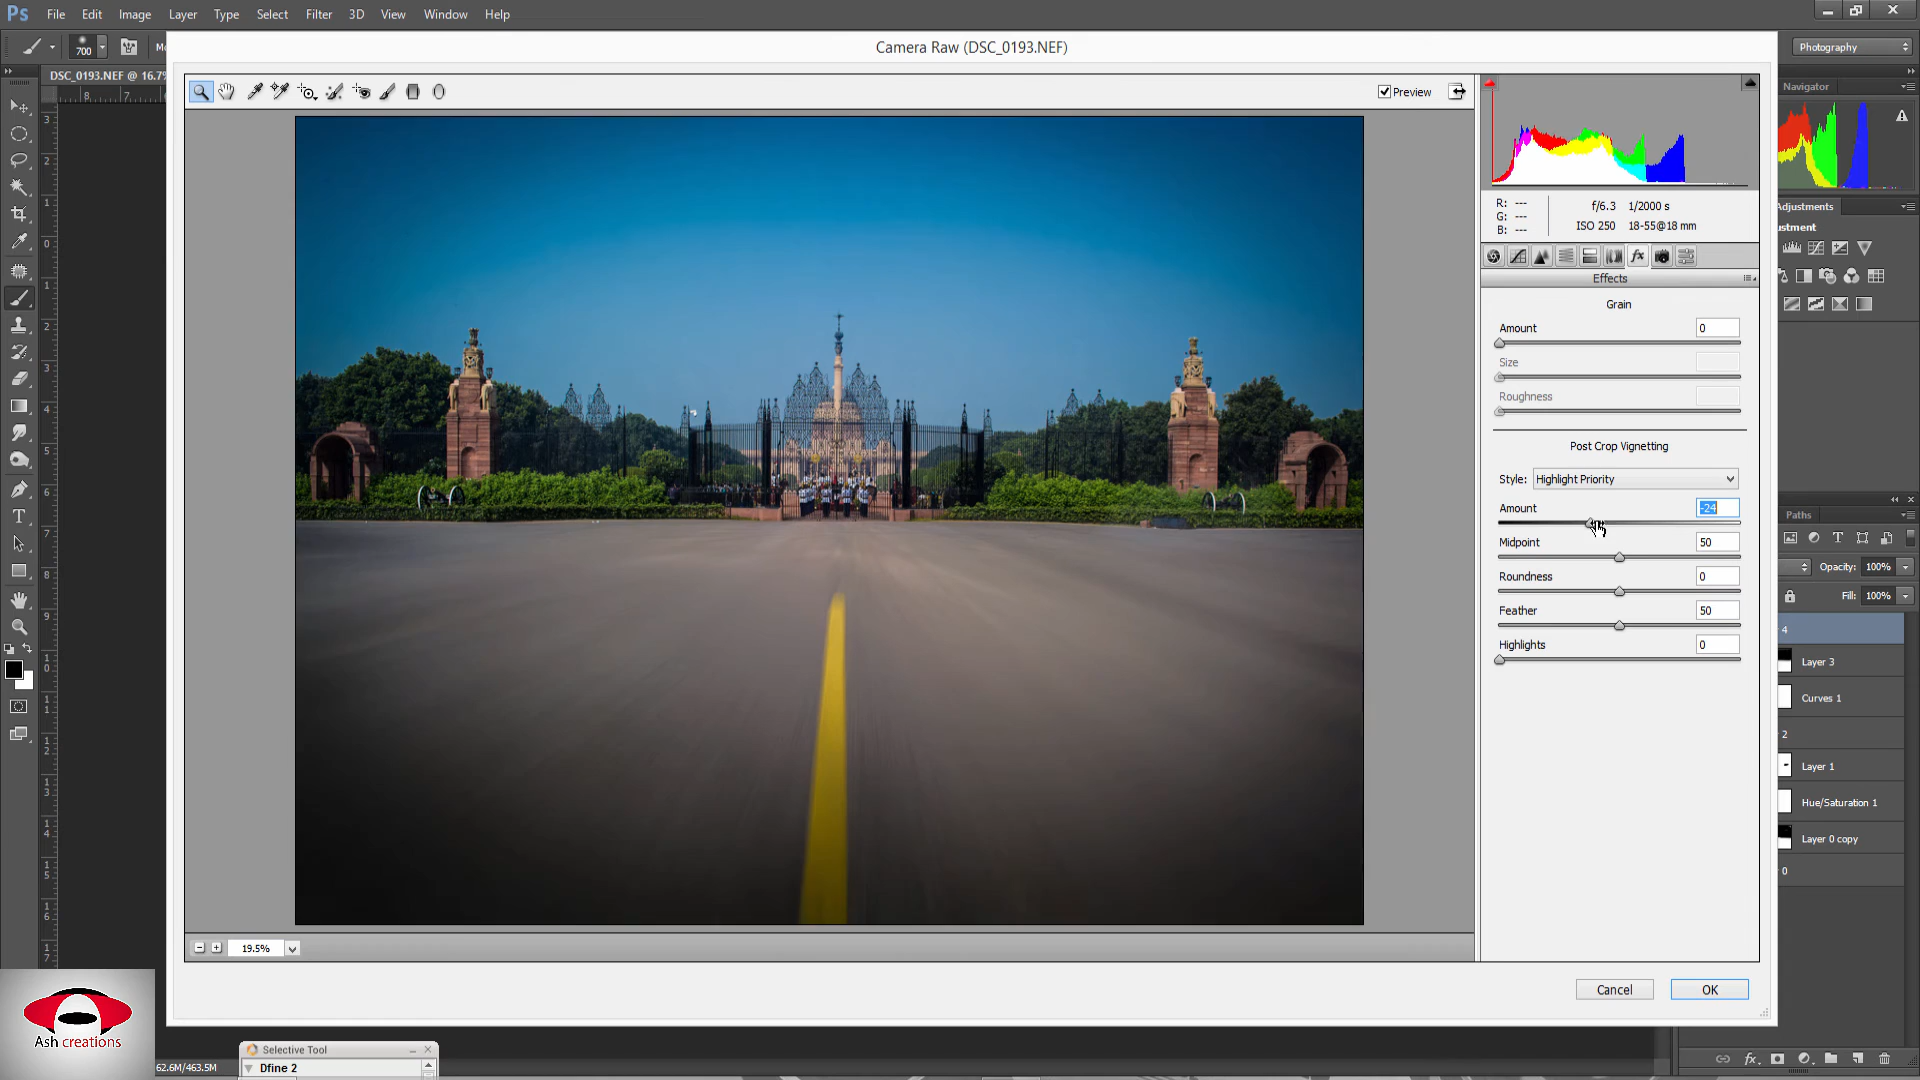 Ps File Edit Image Layer Type Select Filter 3D View Window Help
700
Photography
DSC_0193.NEF @ 16.7%
Camera Raw (DSC_0193.NEF)
Preview
Navigator
R: ---
G: ---
B: ---
f/6.3 1/2000 s
ISO 250 18-55@18 mm
Adjustments
ustment
Effects
Grain
Amount 0
Size
Roughness
Post Crop Vignetting
Style: Highlight Priority
Amount -24
Midpoint 50
Roundness 0
Feather 50
Highlights 0
Paths
Opacity: 100%
Fill: 100%
4
Layer 3
Curves 1
2
Layer 1
Hue/Saturation 1
Layer 0 copy
0
19.5%
Cancel OK
Ash creations
62.6M/463.5M
Selective Tool
Dfine 2